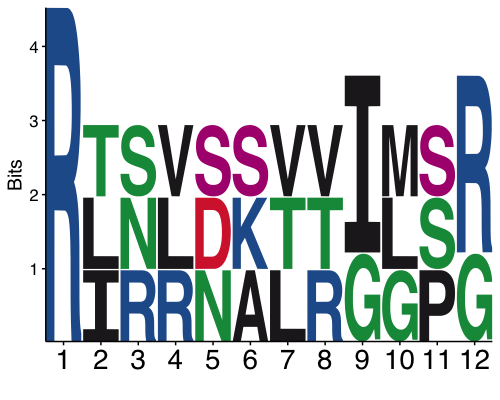 Bits
4
3
2
1
R T S V S S V V I M S R
L N L D K T T L S
I R R N A L R G G P G
1 2 3 4 5 6 7 8 9 10 11 12